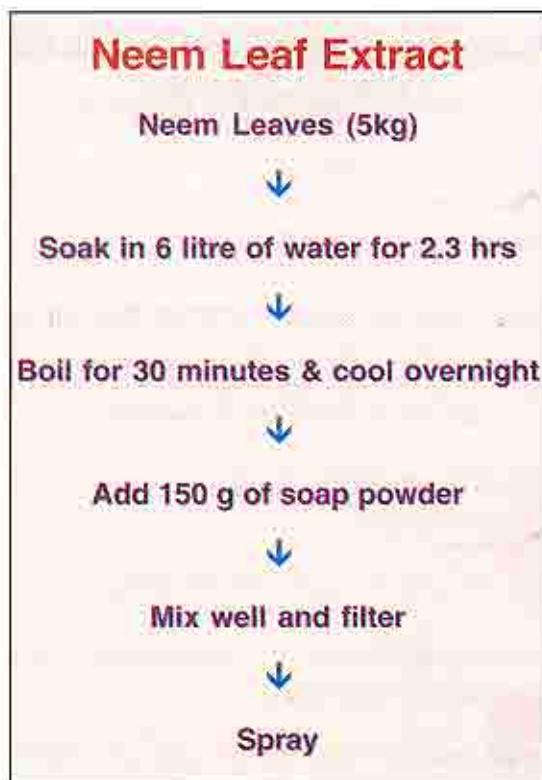 Neem Leaf Extract
Neem Leaves (5kg)
Soak in 6 litre of water for 2.3 hrs
Boil for 30 minutes & cool overnight
Add 150 g of soap powder
Mix well and filter
Spray